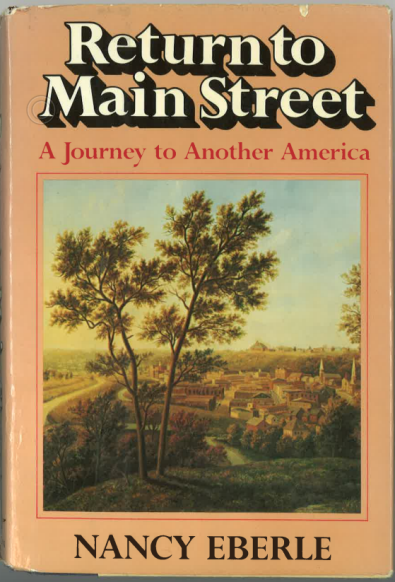 Return to
Main Street
A Journey to Another America
NANCY EBERLE